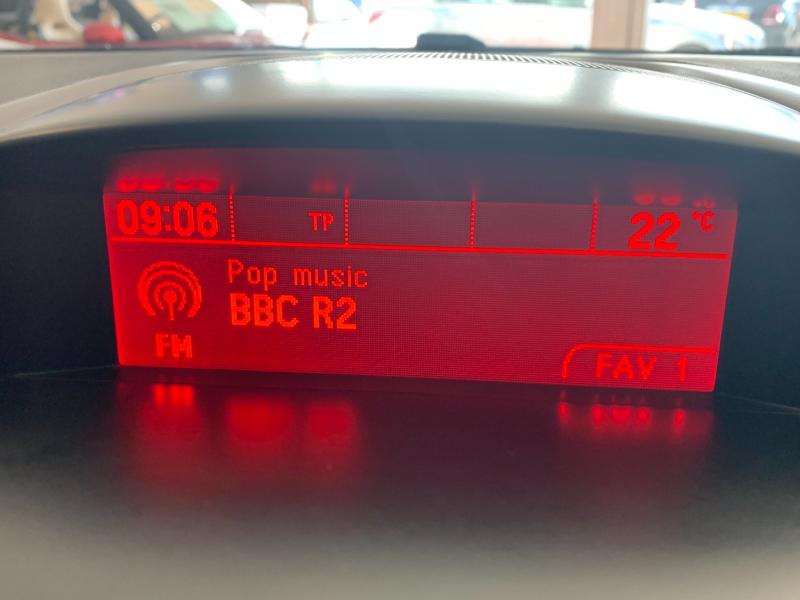 09:06 TP 22 °C
Pop music
BBC R2
FM
FAV 1